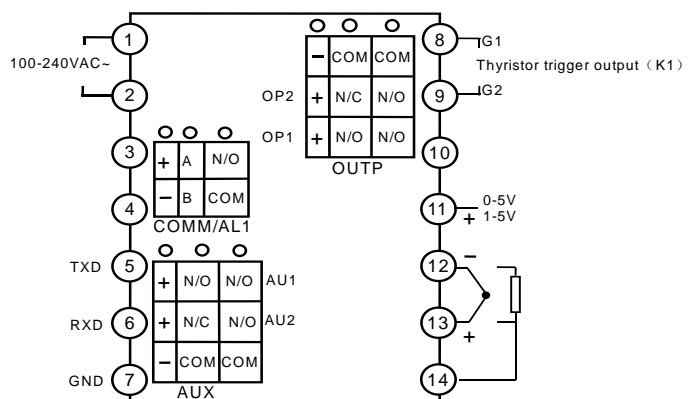 1
100-240VAC~
2
3
4
+ A N/O
− B COM
COMM/AL1
TXD 5
RXD 6
GND 7
+ N/O N/O AU1
+ N/C N/O AU2
− COM COM
AUX
− COM COM
OP2 + N/C N/O
OP1 + N/O N/O
OUTP
8 G1
Thyristor trigger output（K1）
9 G2
10
11 0-5V
+ 1-5V
12 −
13 +
14